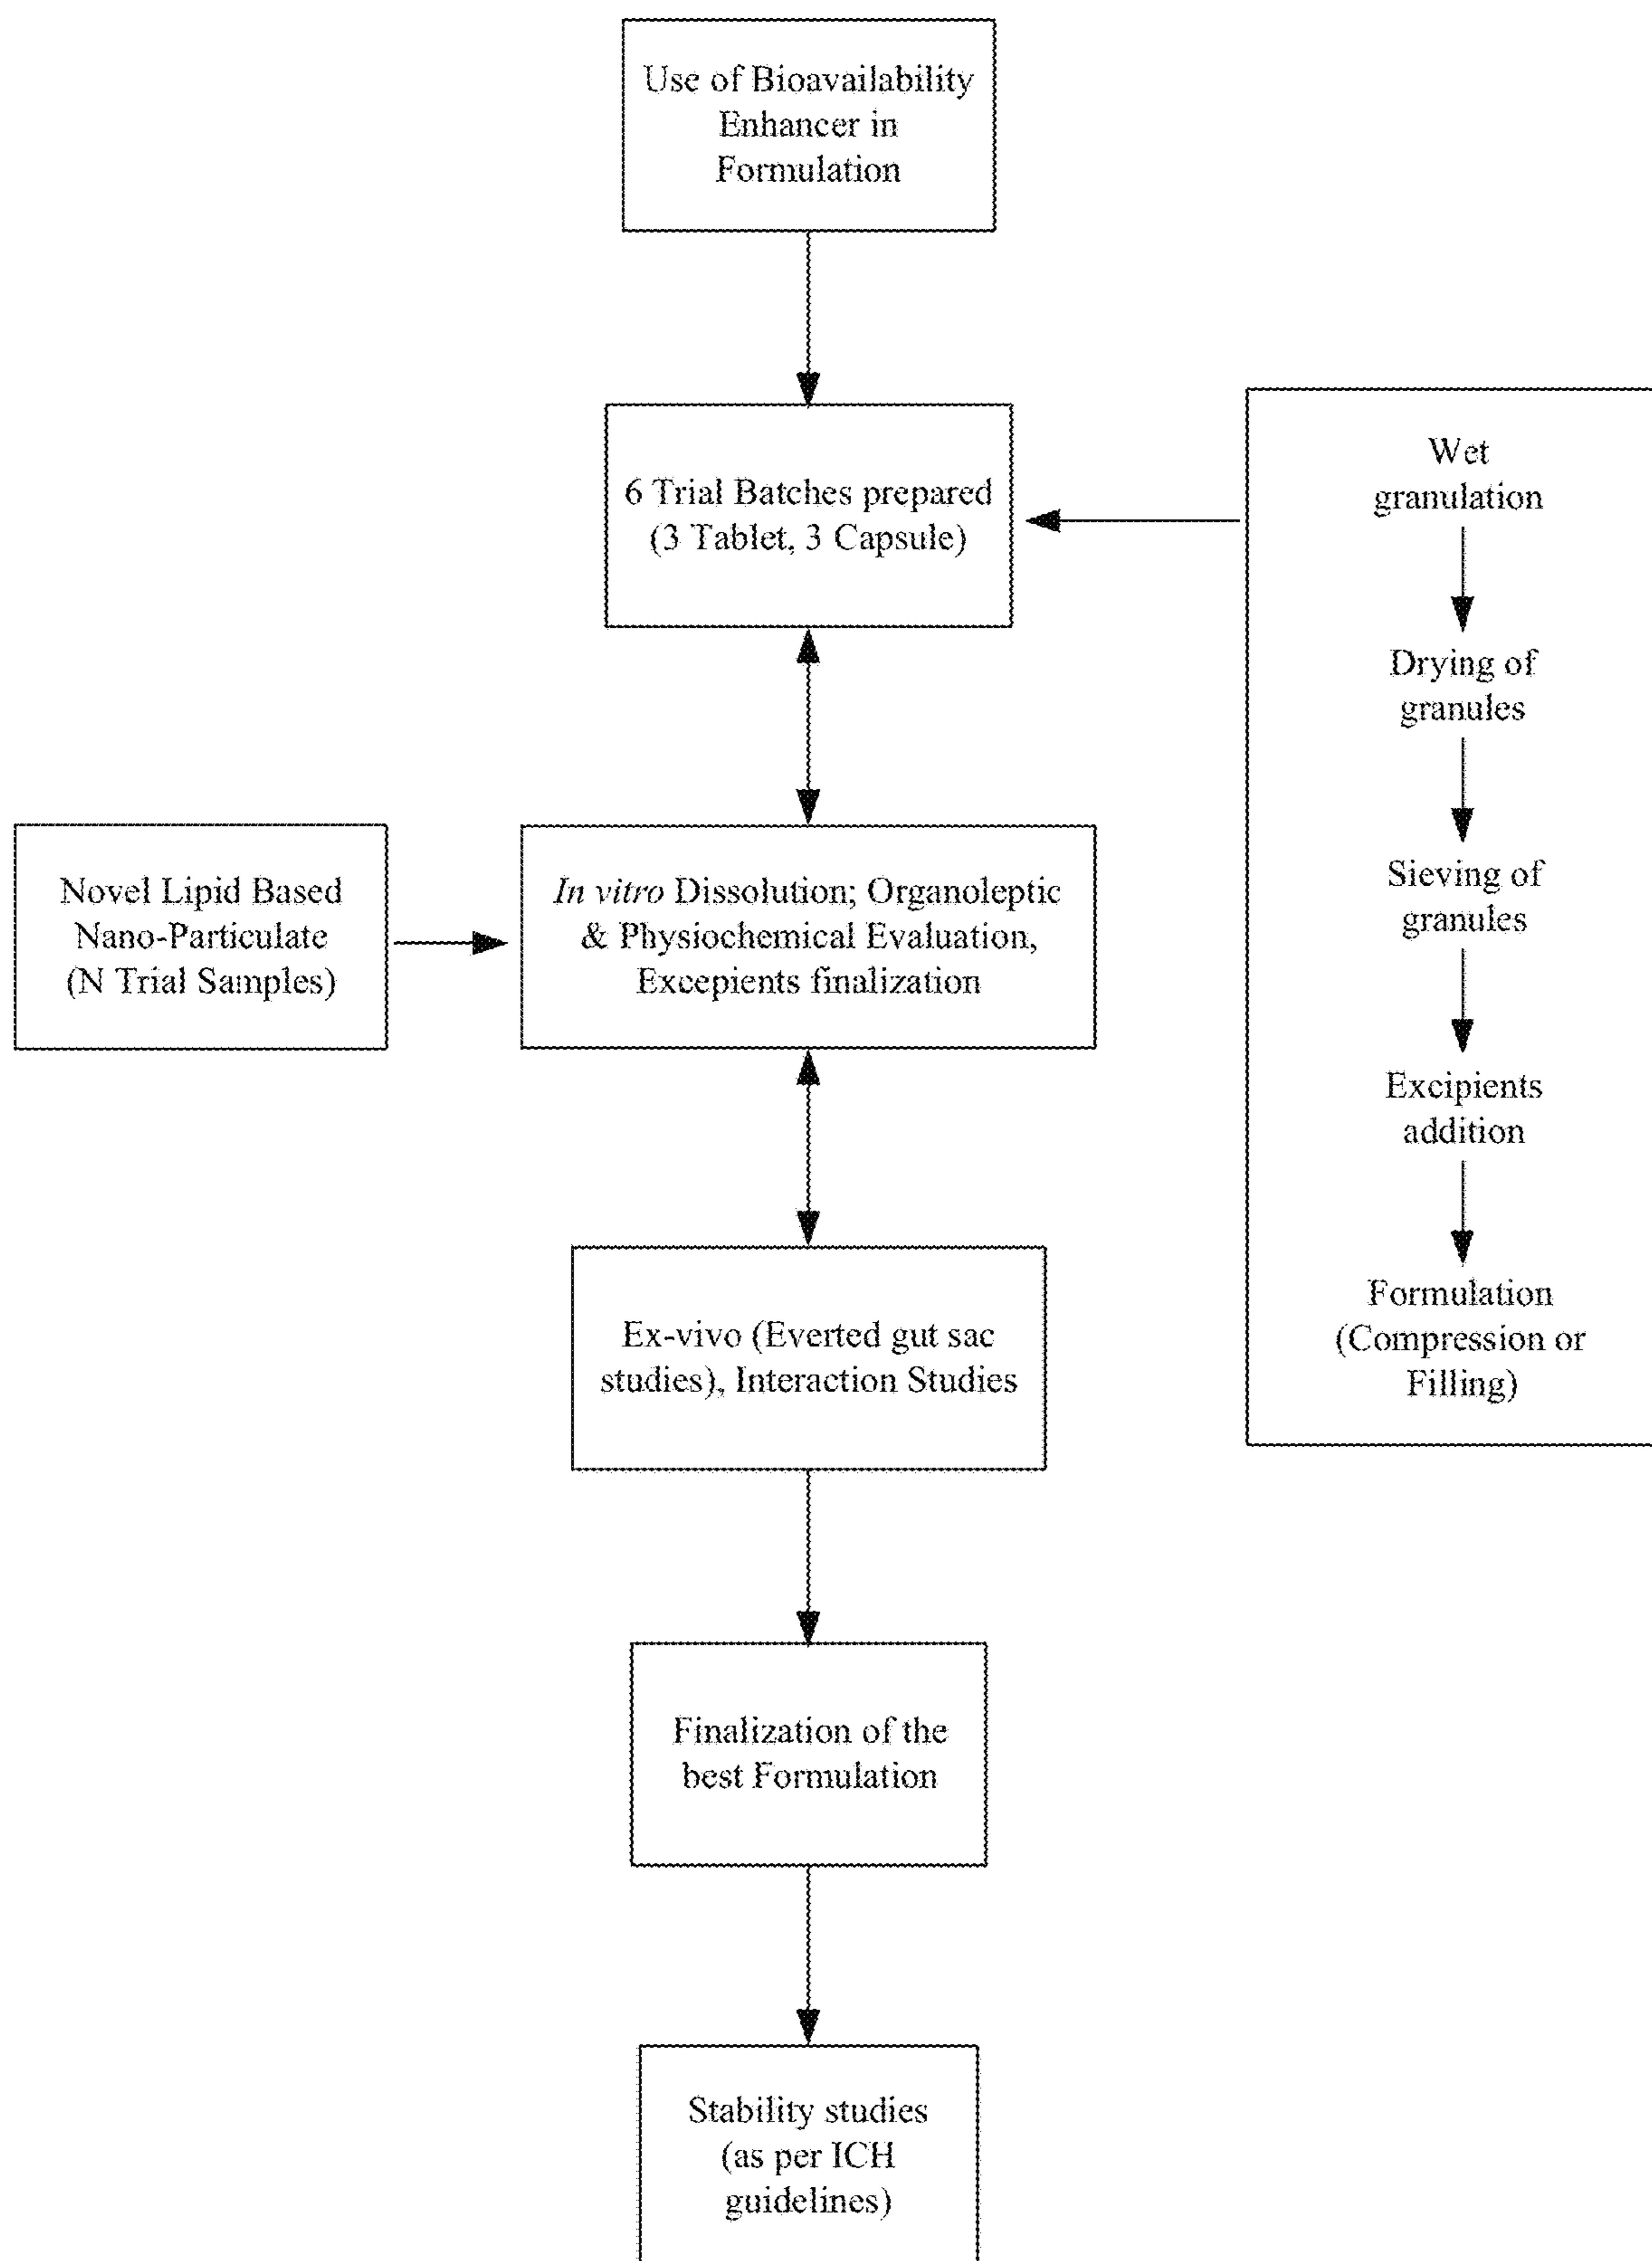 Use of Bioavailability
Enhancer in
Formulation
6 Trial Batches prepared
(3 Tablet, 3 Capsule)
Wet
granulation
Drying of
granules
Sieving of
granules
Excipients
addition
Formulation
(Compression or
Filling)
Novel Lipid Based
Nano-Particulate
(N Trial Samples)
In vitro Dissolution; Organoleptic
& Physiochemical Evaluation,
Excepients finalization
Ex-vivo (Everted gut sac
studies), Interaction Studies
Finalization of the
best Formulation
Stability studies
(as per ICH
guidelines)